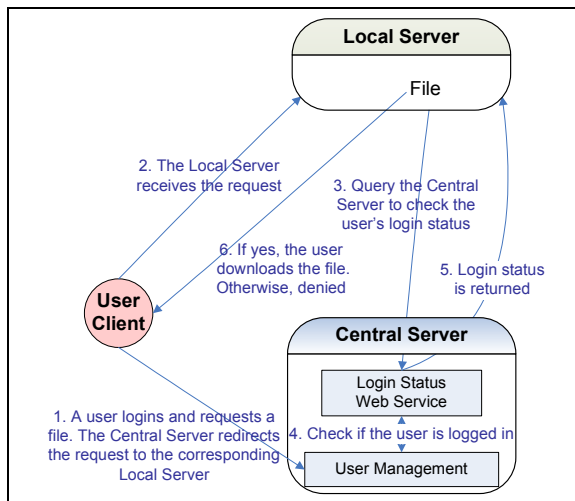 Local Server
File
2. The Local Server
receives the request
3. Query the Central
Server to check the
user's login status
6. If yes, the user
downloads the file.
Otherwise, denied
5. Login status
is returned
User
Client
Central Server
Login Status
Web Service
1. A user logins and requests a
file. The Central Server redirects
the request to the corresponding
Local Server
4. Check if the user is logged in
User Management